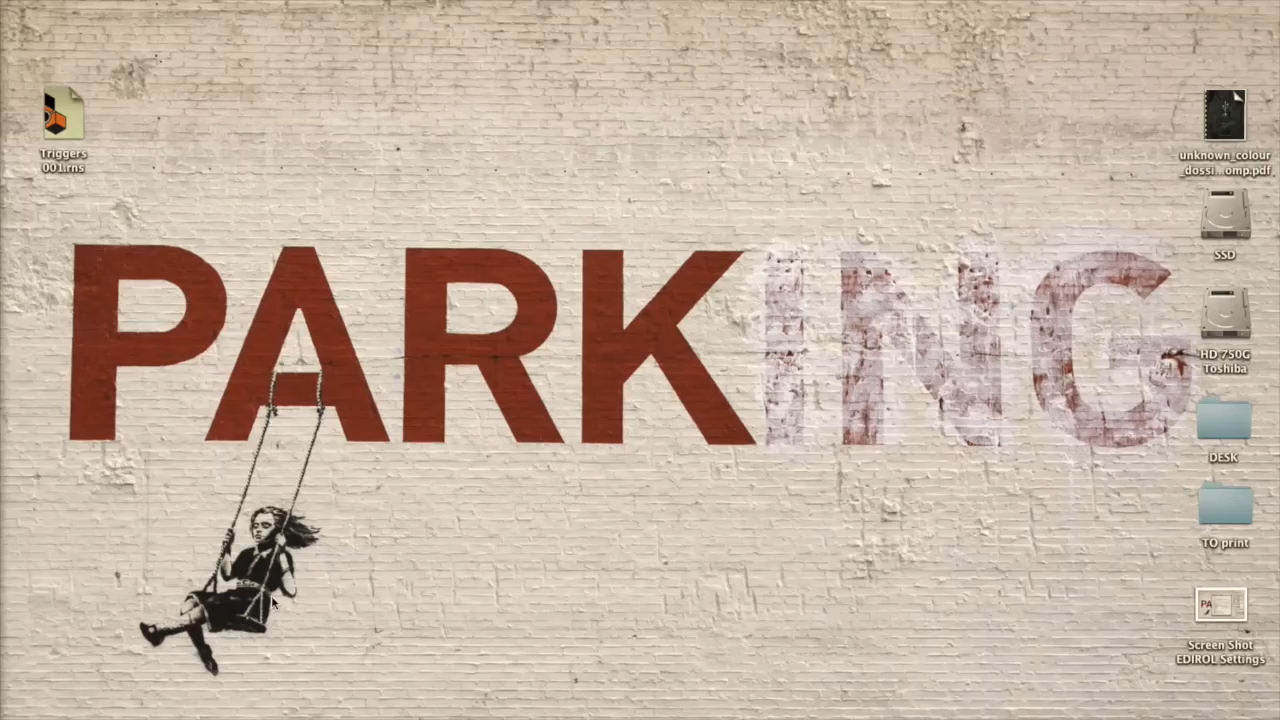 Triggers
001.rns
PARKING
unknown_colour
_dossi...omp.pdf
SSD
HD 750G
Toshiba
DESK
TO print
Screen Shot
EDIROL Settings